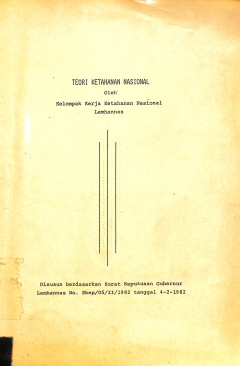 TEORI KETAHANAN NASIONAL
Oleh
Kelompok Kerja Ketahanan Nasional
Lemhannas
Disusun berdasarkan Surat Keputusan Gubernur
Lemhannas No. Skep/05/II/1982 tanggal 4-2-1982